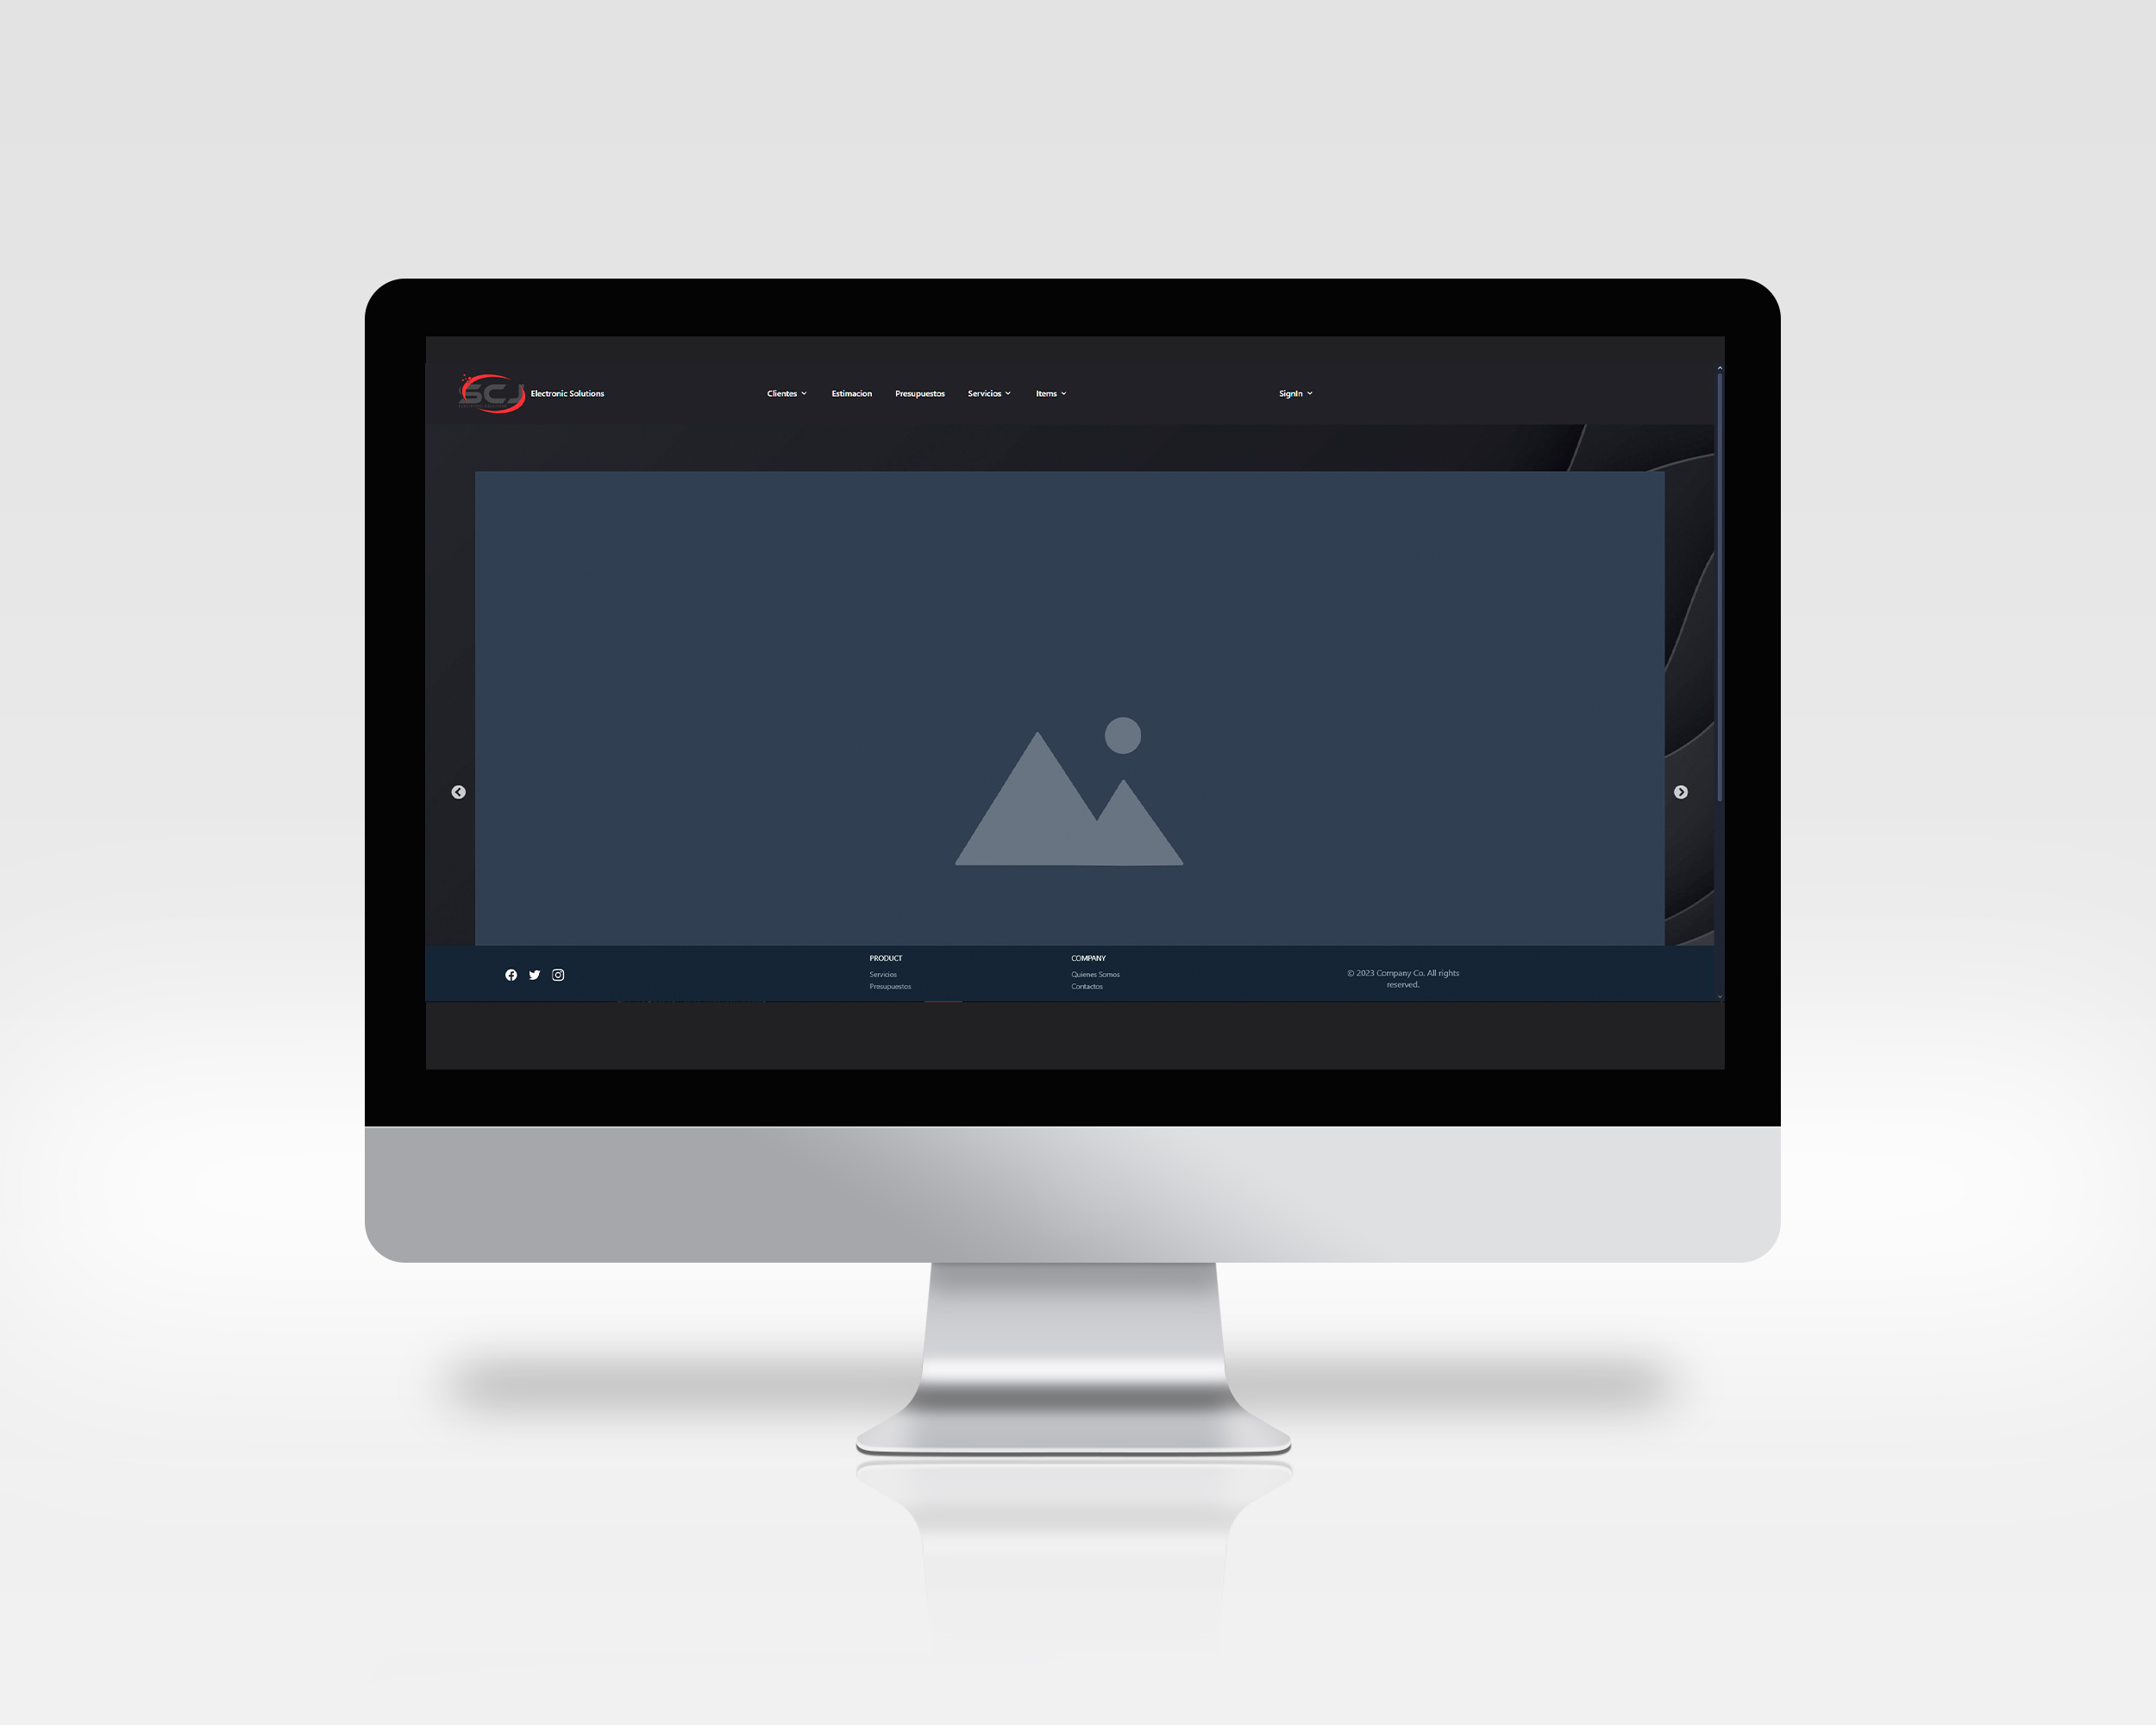 SCJ
Electronic Solutions
Clientes
Estimacion
Presupuestos
Servicios
Items
SignIn
PRODUCT
Servicios
Presupuestos
COMPANY
Quienes Somos
Contactos
© 2023 Company Co. All rights
reserved.